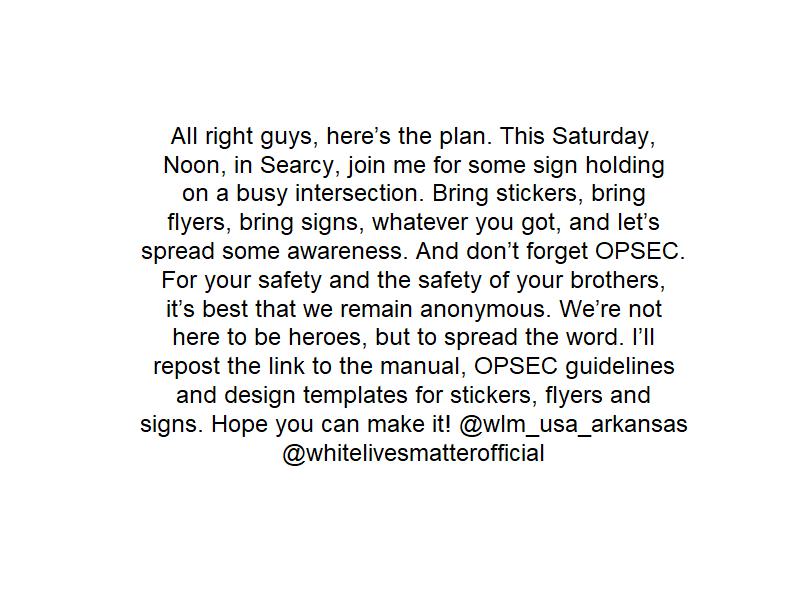 All right guys, here's the plan. This Saturday,
Noon, in Searcy, join me for some sign holding
on a busy intersection. Bring stickers, bring
flyers, bring signs, whatever you got, and let's
spread some awareness. And don't forget OPSEC.
For your safety and the safety of your brothers,
it's best that we remain anonymous. We're not
here to be heroes, but to spread the word. I'll
repost the link to the manual, OPSEC guidelines
and design templates for stickers, flyers and
signs. Hope you can make it! @wlm_usa_arkansas
@whitelivesmatterofficial